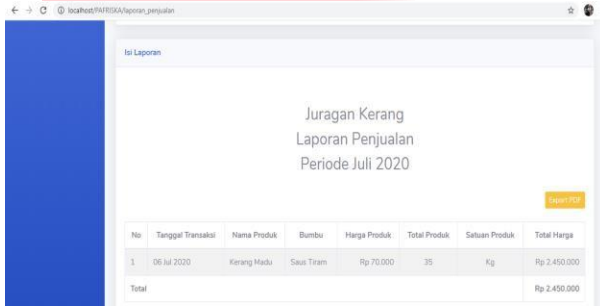 localhost/PAFRISKA/laporan_penjualan
Isi Laporan
Juragan Kerang
Laporan Penjualan
Periode Juli 2020
Export PDF
No Tanggal Transaksi Nama Produk Bumbu Harga Produk Total Produk Satuan Produk Total Harga
1 06 Jul 2020 Kerang Madu Saus Tiram Rp 70.000 35 Kg Rp 2.450.000
Total Rp 2.450.000